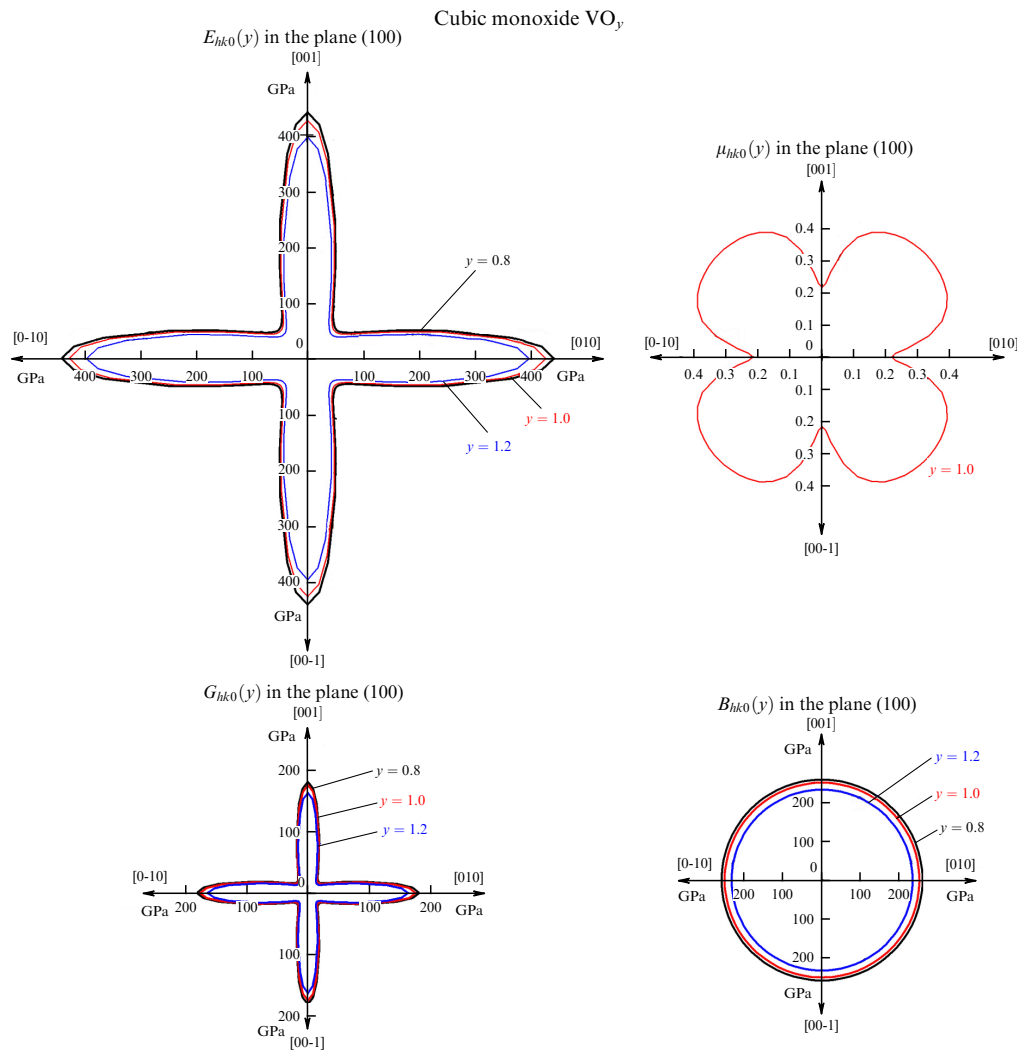 Cubic monoxide VO_y
E_hk0(y) in the plane (100)
[001]
GPa
400
300
200
y = 0.8
100
[0-10]
0
[010]
GPa
400
300
200
100
100
200
300
400
GPa
100
y = 1.0
y = 1.2
200
300
400
GPa
[00-1]
μ_hk0(y) in the plane (100)
[001]
0.4
0.3
0.2
0.1
[0-10]
0
[010]
0.4
0.3
0.2
0.1
0.1
0.2
0.3
0.4
0.1
0.2
0.3
y = 1.0
0.4
[00-1]
G_hk0(y) in the plane (100)
[001]
GPa
200
y = 0.8
y = 1.0
100
y = 1.2
[0-10]
0
[010]
GPa
200
100
100
200
GPa
100
200
GPa
[00-1]
B_hk0(y) in the plane (100)
[001]
GPa
y = 1.2
200
y = 1.0
y = 0.8
100
[0-10]
0
[010]
GPa
200
100
100
200
GPa
100
200
GPa
[00-1]